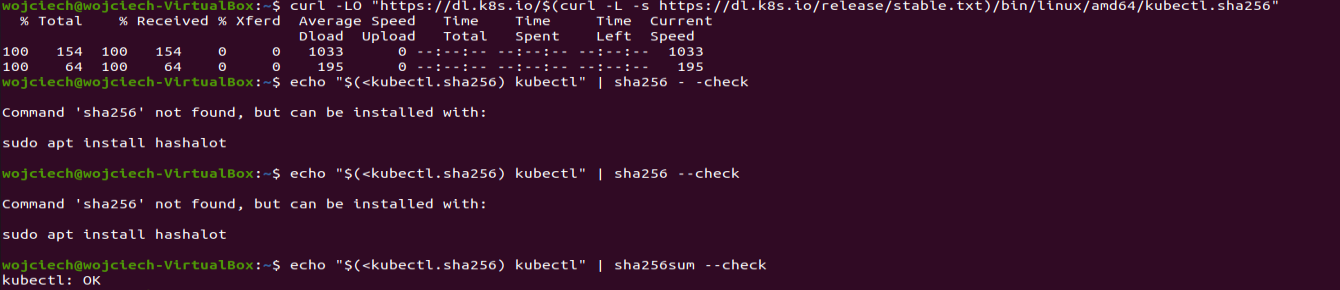 wojciech@wojciech-VirtualBox:~$ curl -LO "https://dl.k8s.io/$(curl -L -s https://dl.k8s.io/release/stable.txt)/bin/linux/amd64/kubectl.sha256"
  % Total    % Received % Xferd  Average Speed   Time    Time     Time  Current
                                 Dload  Upload   Total   Spent    Left  Speed
100   154  100   154    0     0   1033      0 --:--:-- --:--:-- --:--:--  1033
100    64  100    64    0     0    195      0 --:--:-- --:--:-- --:--:--   195
wojciech@wojciech-VirtualBox:~$ echo "$(<kubectl.sha256) kubectl" | sha256 - -check
Command 'sha256' not found, but can be installed with:
sudo apt install hashalot
wojciech@wojciech-VirtualBox:~$ echo "$(<kubectl.sha256) kubectl" | sha256 --check
Command 'sha256' not found, but can be installed with:
sudo apt install hashalot
wojciech@wojciech-VirtualBox:~$ echo "$(<kubectl.sha256) kubectl" | sha256sum --check
kubectl: OK